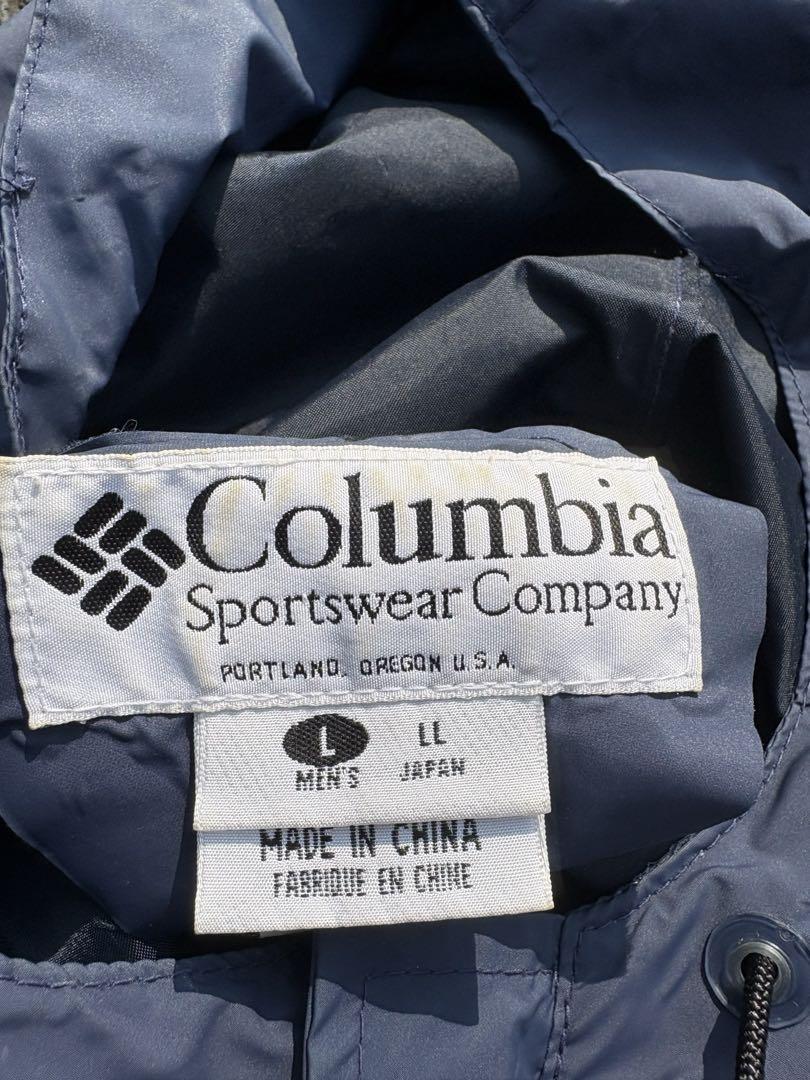 Columbia
Sportswear Company
PORTLAND, OREGON U.S.A.
L LL
MEN'S JAPAN
MADE IN CHINA
FABRIQUE EN CHINE